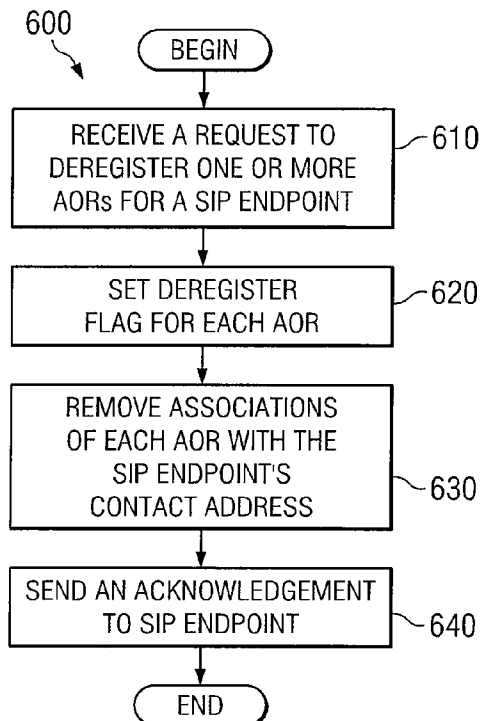 600
BEGIN
RECEIVE A REQUEST TO
DEREGISTER ONE OR MORE
AORs FOR A SIP ENDPOINT
610
SET DEREGISTER
FLAG FOR EACH AOR
620
REMOVE ASSOCIATIONS
OF EACH AOR WITH THE
SIP ENDPOINT'S
CONTACT ADDRESS
630
SEND AN ACKNOWLEDGEMENT
TO SIP ENDPOINT
640
END